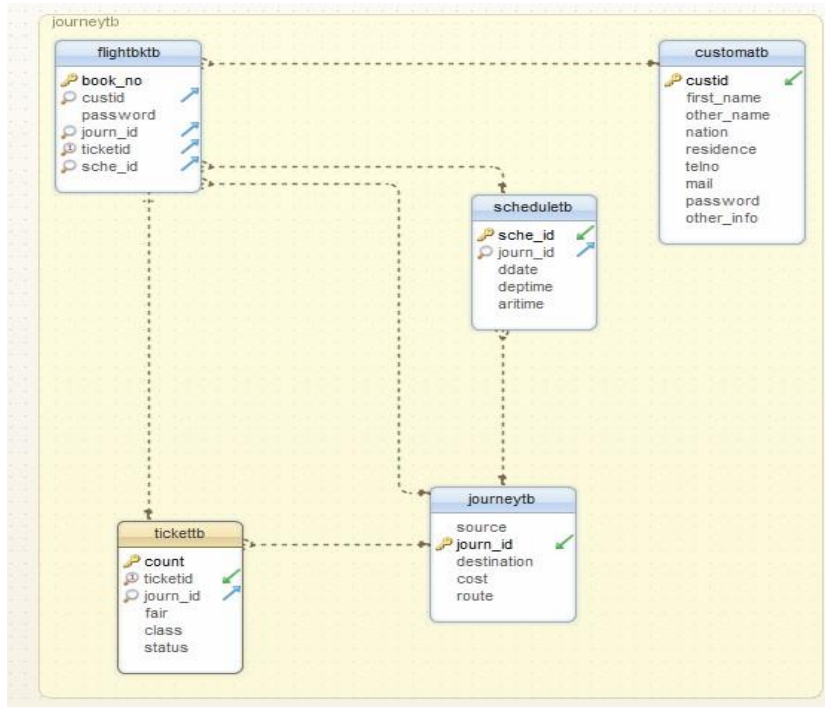 journeytb
flightbktb
book_no
custid
password
journ_id
ticketid
sche_id
customatb
custid
first_name
other_name
nation
residence
telno
mail
password
other_info
scheduletb
sche_id
journ_id
ddate
deptime
aritime
journeytb
source
journ_id
destination
cost
route
tickettb
count
ticketid
journ_id
fair
class
status